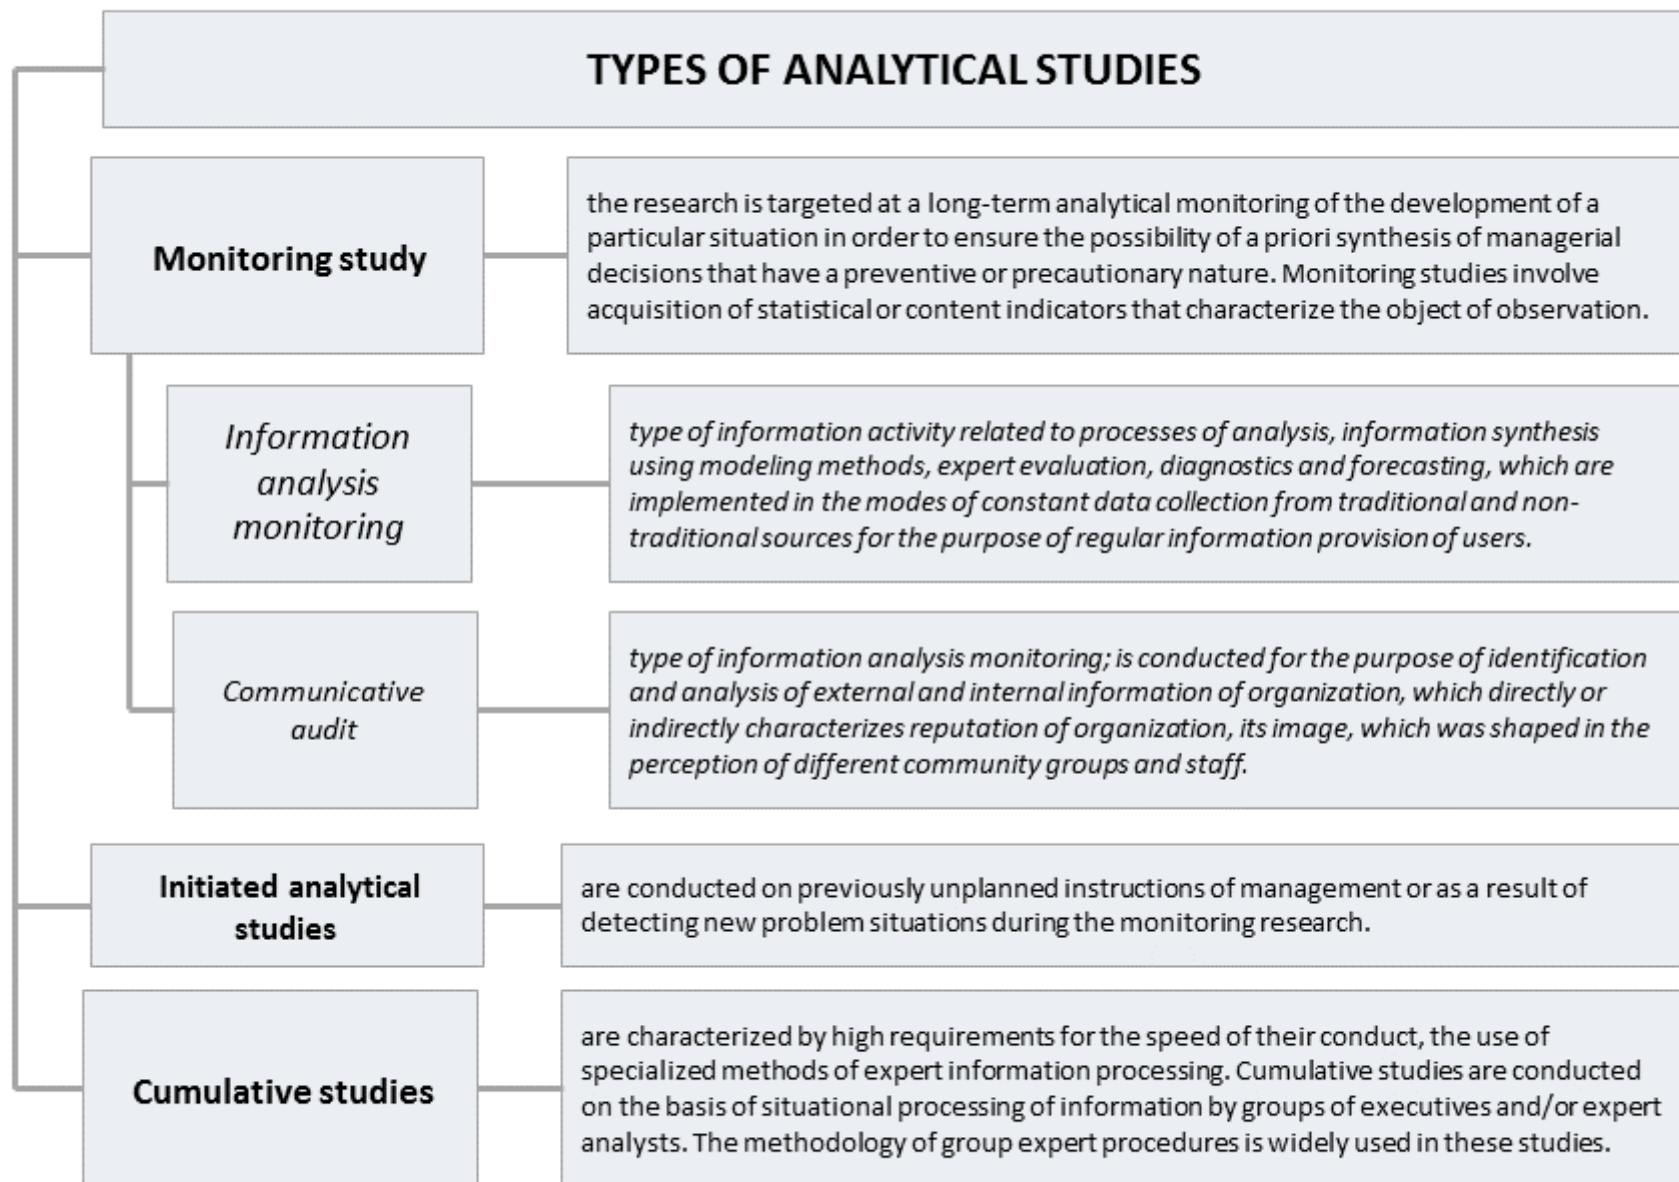 TYPES OF ANALYTICAL STUDIES
Monitoring study
the research is targeted at a long-term analytical monitoring of the development of a
particular situation in order to ensure the possibility of a priori synthesis of managerial
decisions that have a preventive or precautionary nature. Monitoring studies involve
acquisition of statistical or content indicators that characterize the object of observation.
Information
analysis
monitoring
type of information activity related to processes of analysis, information synthesis
using modeling methods, expert evaluation, diagnostics and forecasting, which are
implemented in the modes of constant data collection from traditional and non-
traditional sources for the purpose of regular information provision of users.
Communicative
audit
type of information analysis monitoring; is conducted for the purpose of identification
and analysis of external and internal information of organization, which directly or
indirectly characterizes reputation of organization, its image, which was shaped in the
perception of different community groups and staff.
Initiated analytical
studies
are conducted on previously unplanned instructions of management or as a result of
detecting new problem situations during the monitoring research.
Cumulative studies
are characterized by high requirements for the speed of their conduct, the use of
specialized methods of expert information processing. Cumulative studies are conducted
on the basis of situational processing of information by groups of executives and/or expert
analysts. The methodology of group expert procedures is widely used in these studies.